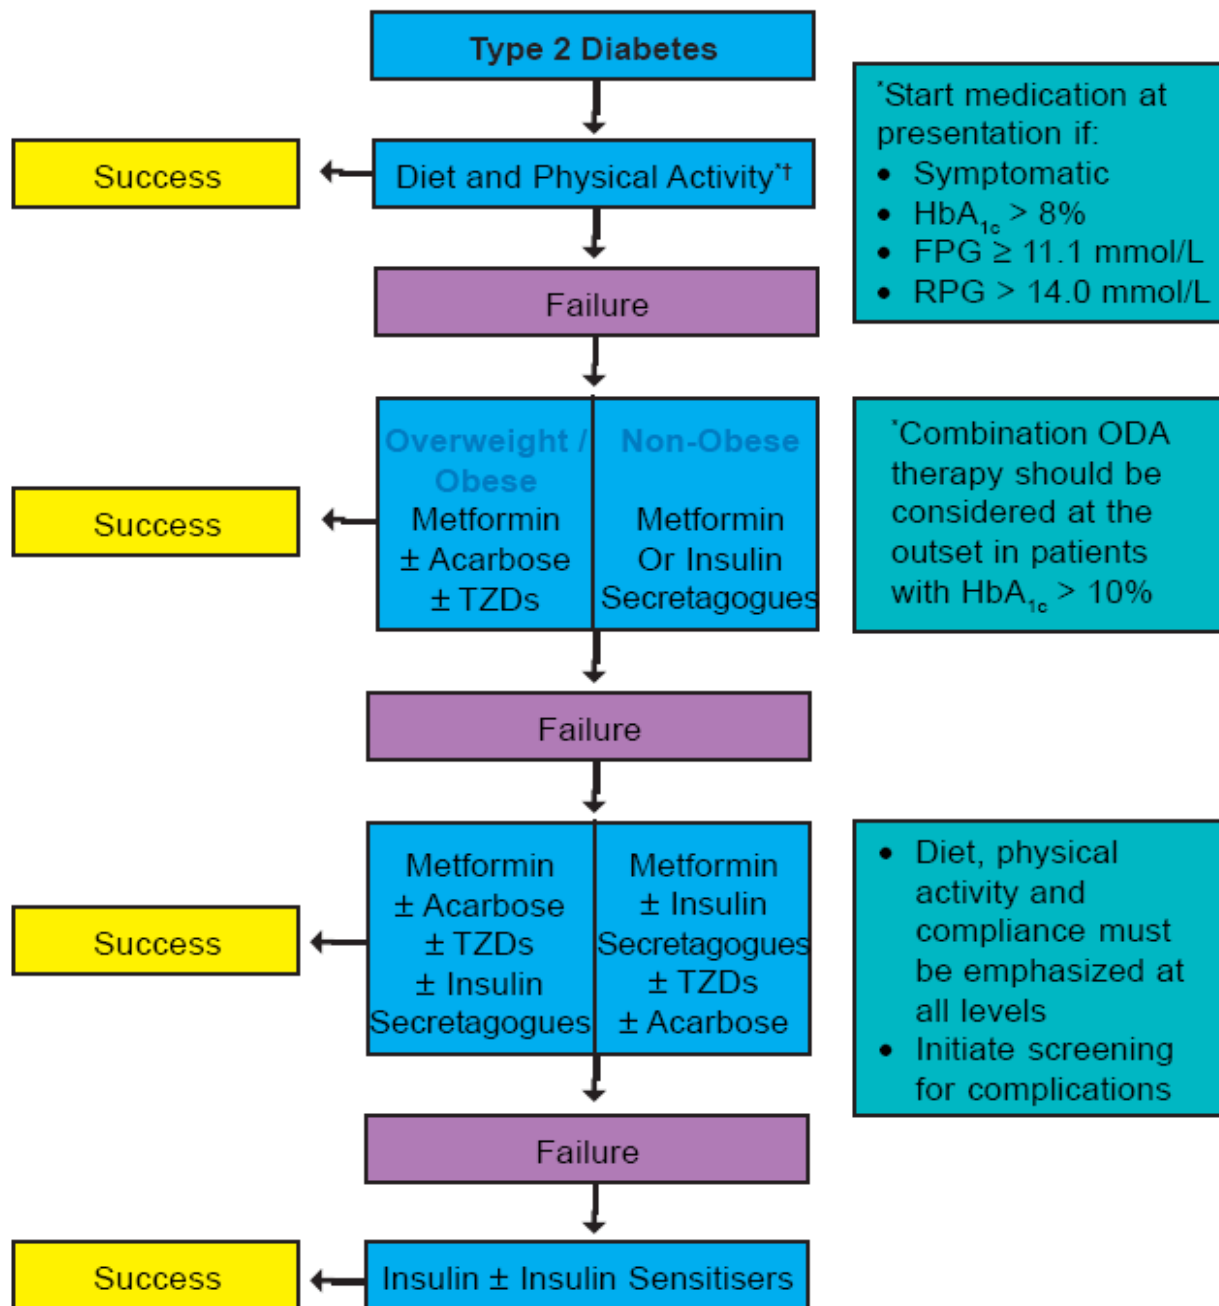 Type 2 Diabetes
*Start medication at
presentation if:
• Symptomatic
• HbA1c > 8%
• FPG ≥ 11.1 mmol/L
• RPG > 14.0 mmol/L
Success
Diet and Physical Activity*†
Failure
Overweight /
Obese
Metformin
± Acarbose
± TZDs
Non-Obese
Metformin
Or Insulin
Secretagogues
Success
*Combination ODA
therapy should be
considered at the
outset in patients
with HbA1c > 10%
Failure
Metformin
± Acarbose
± TZDs
± Insulin
Secretagogues
Metformin
± Insulin
Secretagogues
± TZDs
± Acarbose
Success
• Diet, physical
activity and
compliance must
be emphasized at
all levels
• Initiate screening
for complications
Failure
Success
Insulin ± Insulin Sensitisers